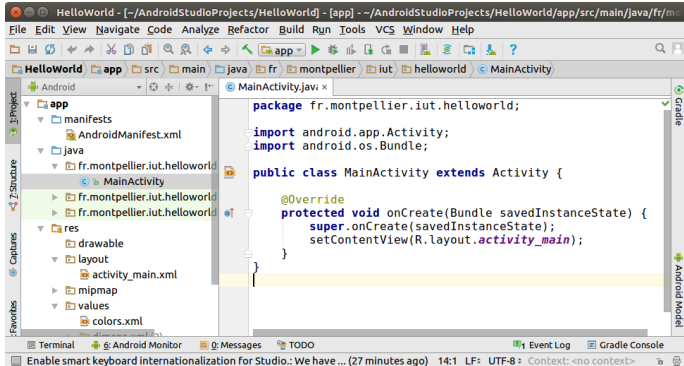 HelloWorld - [~/AndroidStudioProjects/HelloWorld] - [app] - ~/AndroidStudioProjects/HelloWorld/app/src/main/java/fr/mo
File Edit View Navigate Code Analyze Refactor Build Run Tools VCS Window Help
app
HelloWorld app src main java fr montpellier iut helloworld MainActivity
Android
MainActivity.java
1: Project
app
manifests
AndroidManifest.xml
java
fr.montpellier.iut.helloworld
MainActivity
fr.montpellier.iut.helloworld
fr.montpellier.iut.helloworld
res
drawable
layout
activity_main.xml
mipmap
values
colors.xml
7: Structure
Captures
Favorites
package fr.montpellier.iut.helloworld;
import android.app.Activity;
import android.os.Bundle;
public class MainActivity extends Activity {
@Override
protected void onCreate(Bundle savedInstanceState) {
super.onCreate(savedInstanceState);
setContentView(R.layout.activity_main);
}
}
Gradle
Android Model
Terminal 6: Android Monitor 0: Messages TODO 1 Event Log Gradle Console
Enable smart keyboard internationalization for Studio.: We have ... (27 minutes ago) 14:1 LF UTF-8 Context: <no context>